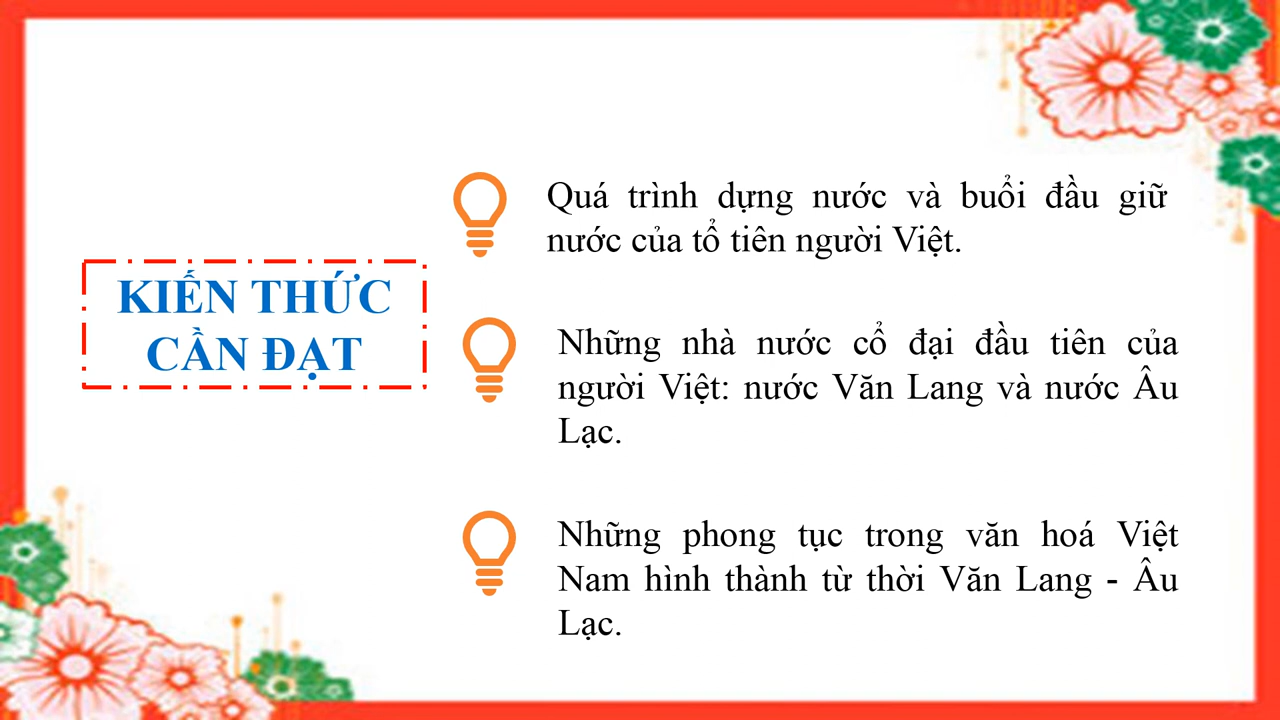 KIẾN THỨC
CẦN ĐẠT
Quá trình dựng nước và buổi đầu giữ
nước của tổ tiên người Việt.
Những nhà nước cổ đại đầu tiên của
người Việt: nước Văn Lang và nước Âu
Lạc.
Những phong tục trong văn hoá Việt
Nam hình thành từ thời Văn Lang - Âu
Lạc.